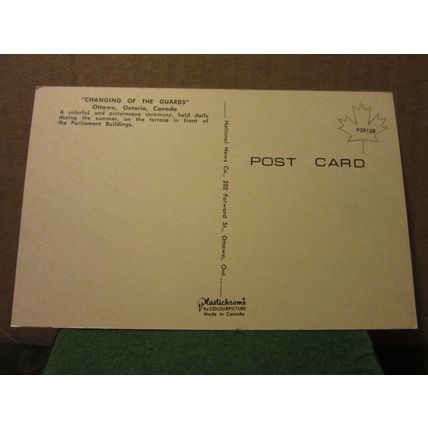 "CHANGING OF THE GUARDS"
Ottawa, Ontario, Canada
A colorful and picturesque ceremony, held daily
during the summer, on the terrace in front of
the Parliament Buildings.
National News Co., 202 Forward St., Ottawa, Ont.
P38128
POST CARD
Plastichrome
by COLOURPICTURE
Made in Canada